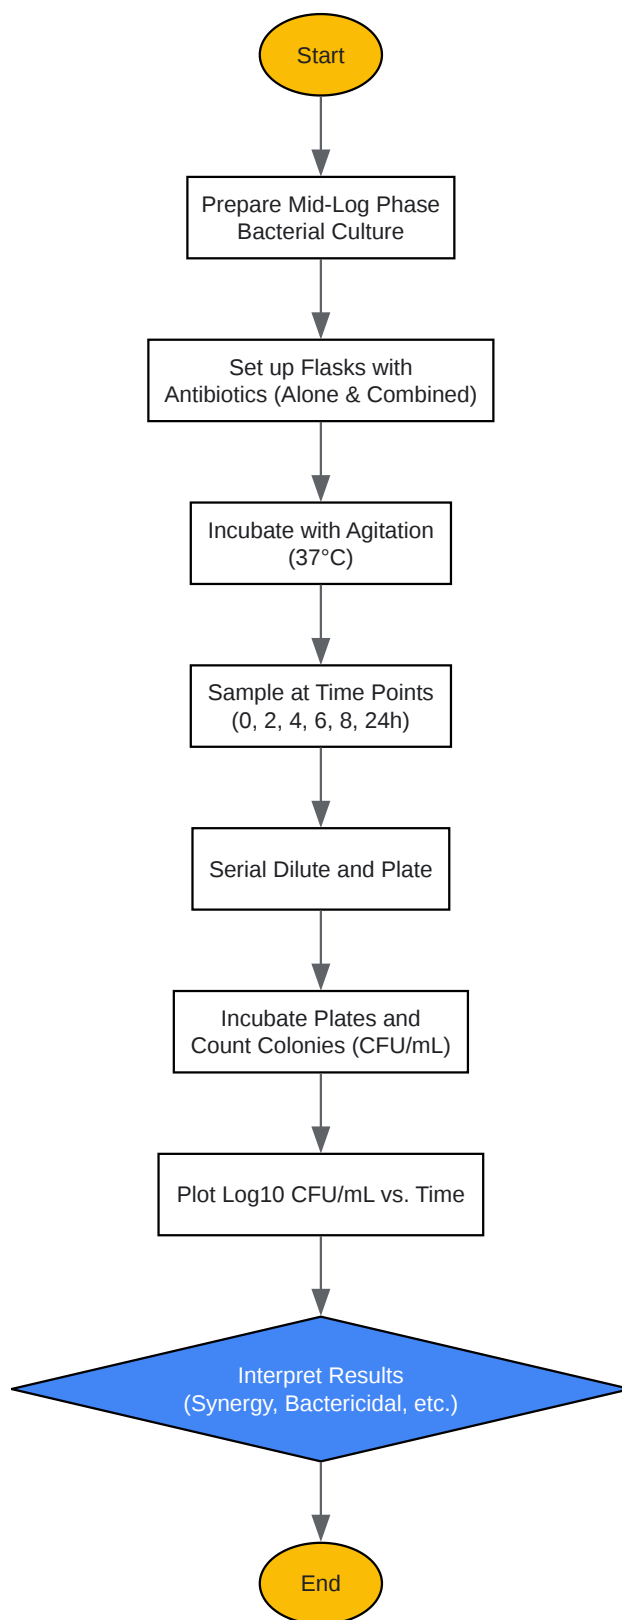 Start
Prepare Mid-Log Phase
Bacterial Culture
Set up Flasks with
Antibiotics (Alone & Combined)
Incubate with Agitation
(37°C)
Sample at Time Points
(0, 2, 4, 6, 8, 24h)
Serial Dilute and Plate
Incubate Plates and
Count Colonies (CFU/mL)
Plot Log10 CFU/mL vs. Time
Interpret Results
(Synergy, Bactericidal, etc.)
End